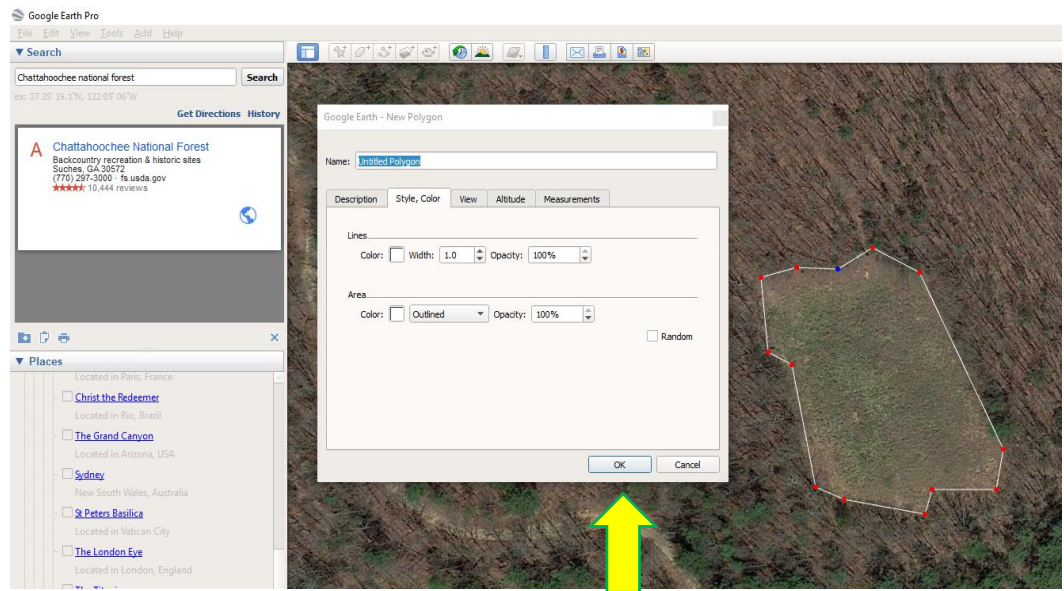 Google Earth Pro
File Edit View Tools Add Help
▼ Search
Chattahoochee national forest Search
ex: 37 25' 19.1"N, 122 05' 06"W
Get Directions History
A Chattahoochee National Forest
Backcountry recreation & historic sites
Suches, GA 30572
(770) 297-3000 · fs.usda.gov
10,444 reviews
▼ Places
Located in Paris, France
Christ the Redeemer
Located in Rio, Brazil
The Grand Canyon
Located in Arizona, USA
Sydney
New South Wales, Australia
St Peters Basilica
Located in Vatican City
The London Eye
Located in London, England
Google Earth - New Polygon
Name: Untitled Polygon
Description Style, Color View Altitude Measurements
Lines
Color: Width: 1.0 Opacity: 100%
Area
Color: Outlined Opacity: 100%
Random
OK Cancel